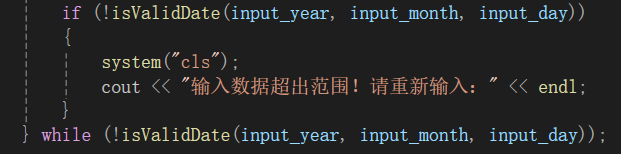 if (!isValidDate(input_year, input_month, input_day))
{
system("cls");
cout << "输入数据超出范围！请重新输入：" << endl;
}
} while (!isValidDate(input_year, input_month, input_day));